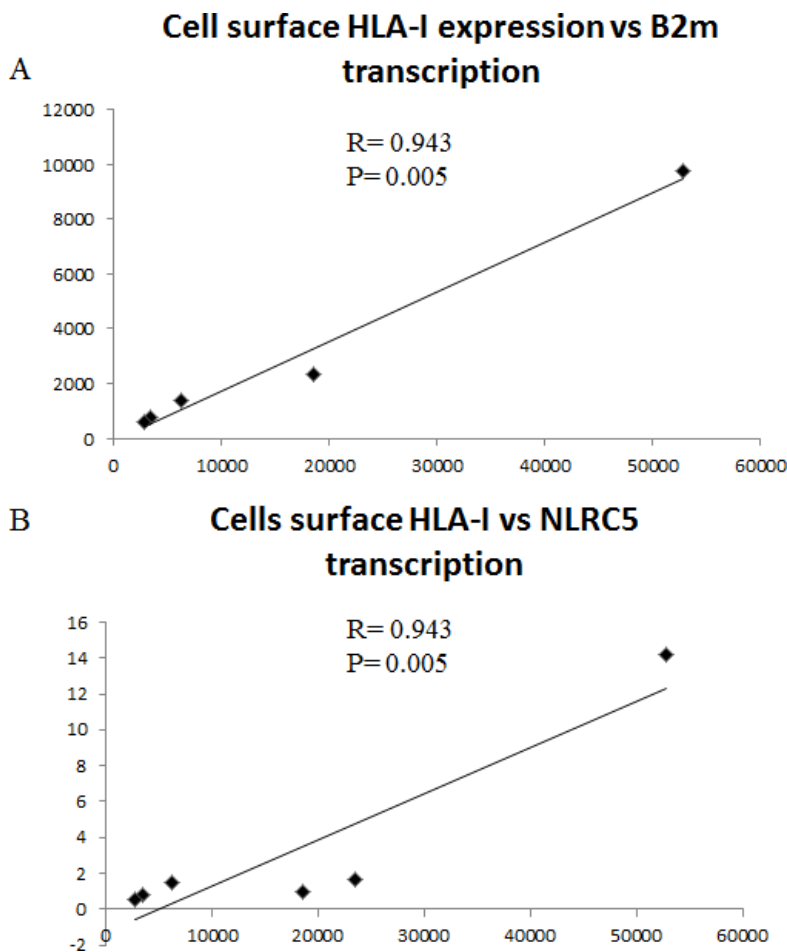 Cell surface HLA-I expression vs B2m
transcription
A
R= 0.943
P= 0.005
12000
10000
8000
6000
4000
2000
0
0 10000 20000 30000 40000 50000 60000
B
Cells surface HLA-I vs NLRC5
transcription
R= 0.943
P= 0.005
16
14
12
10
8
6
4
2
0
-2
0 10000 20000 30000 40000 50000 60000